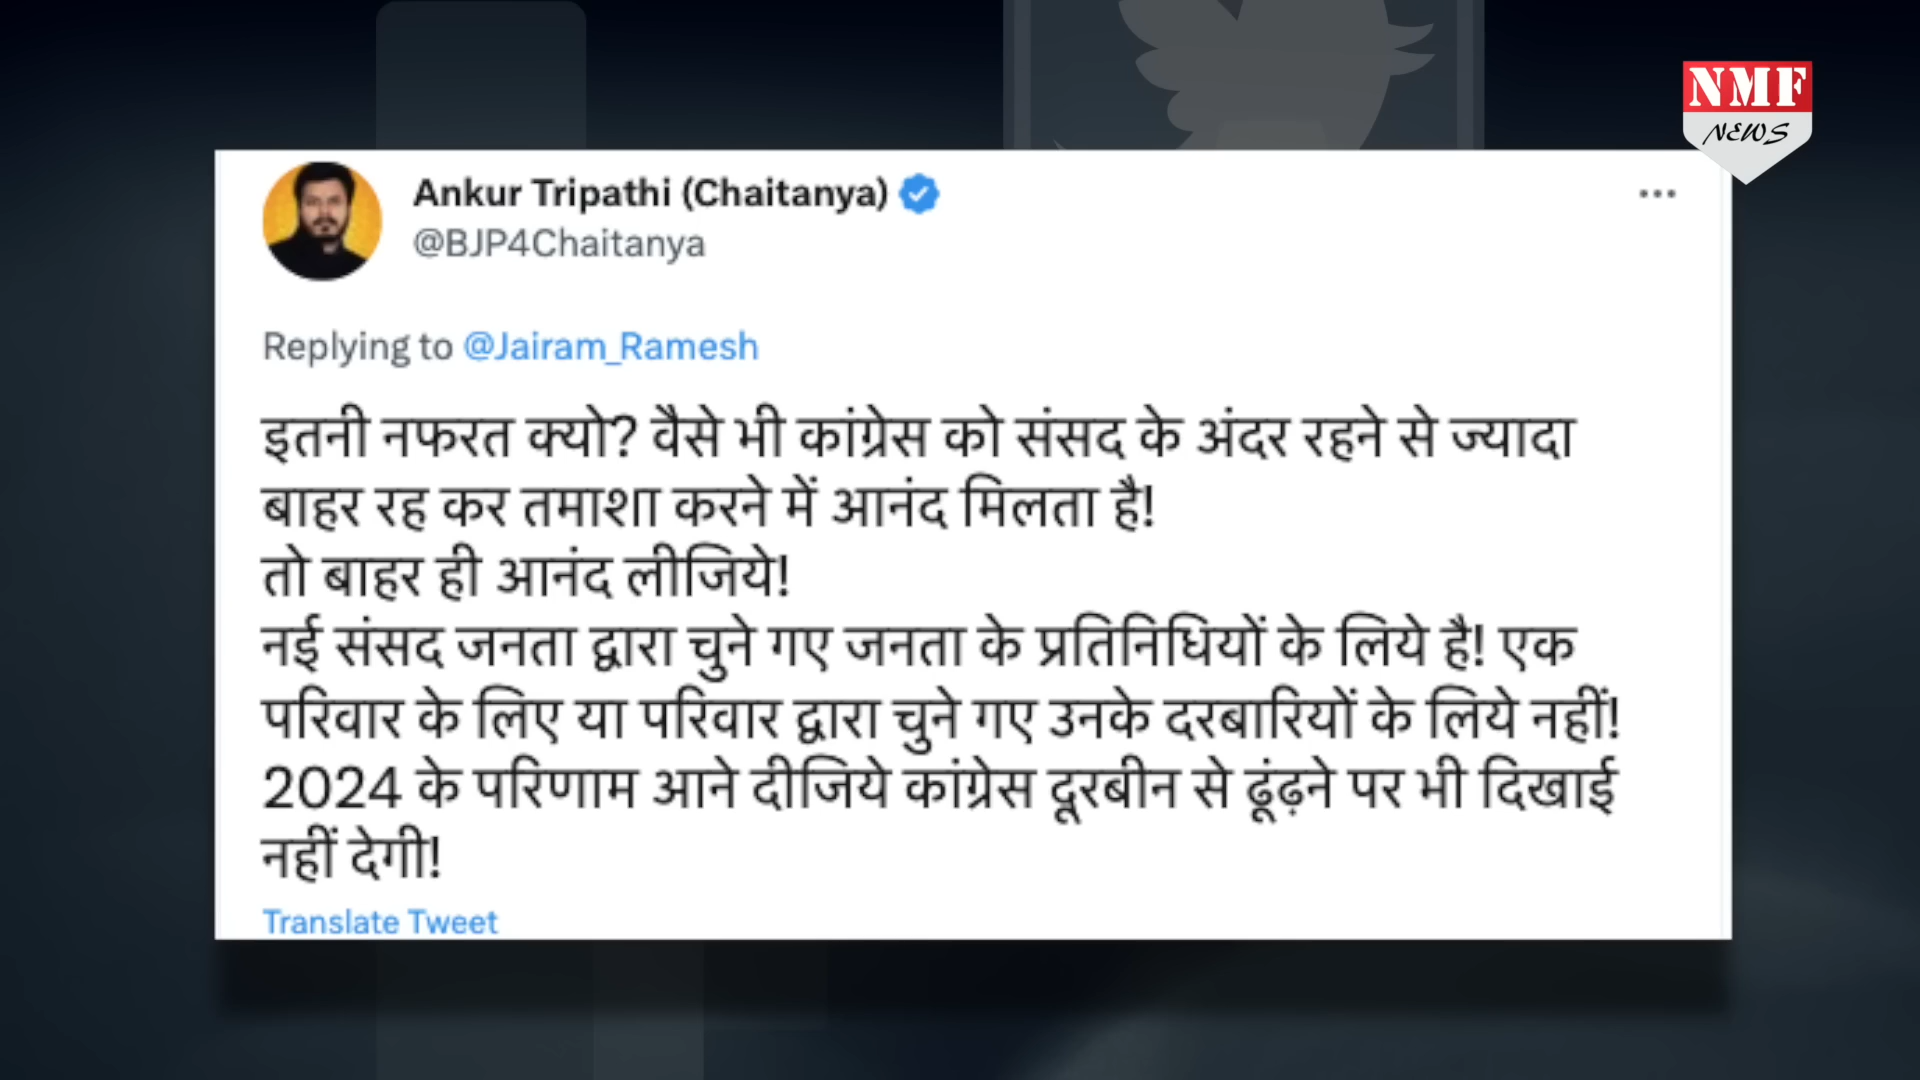 NMF
NEWS
Ankur Tripathi (Chaitanya)
@BJP4Chaitanya
Replying to @Jairam_Ramesh
इतनी नफरत क्यो? वैसे भी कांग्रेस को संसद के अंदर रहने से ज्यादा
बाहर रह कर तमाशा करने में आनंद मिलता है!
तो बाहर ही आनंद लीजिये!
नई संसद जनता द्वारा चुने गए जनता के प्रतिनिधियों के लिये है! एक
परिवार के लिए या परिवार द्वारा चुने गए उनके दरबारियों के लिये नहीं!
2024 के परिणाम आने दीजिये कांग्रेस दूरबीन से ढूंढ़ने पर भी दिखाई
नहीं देगी!
Translate Tweet